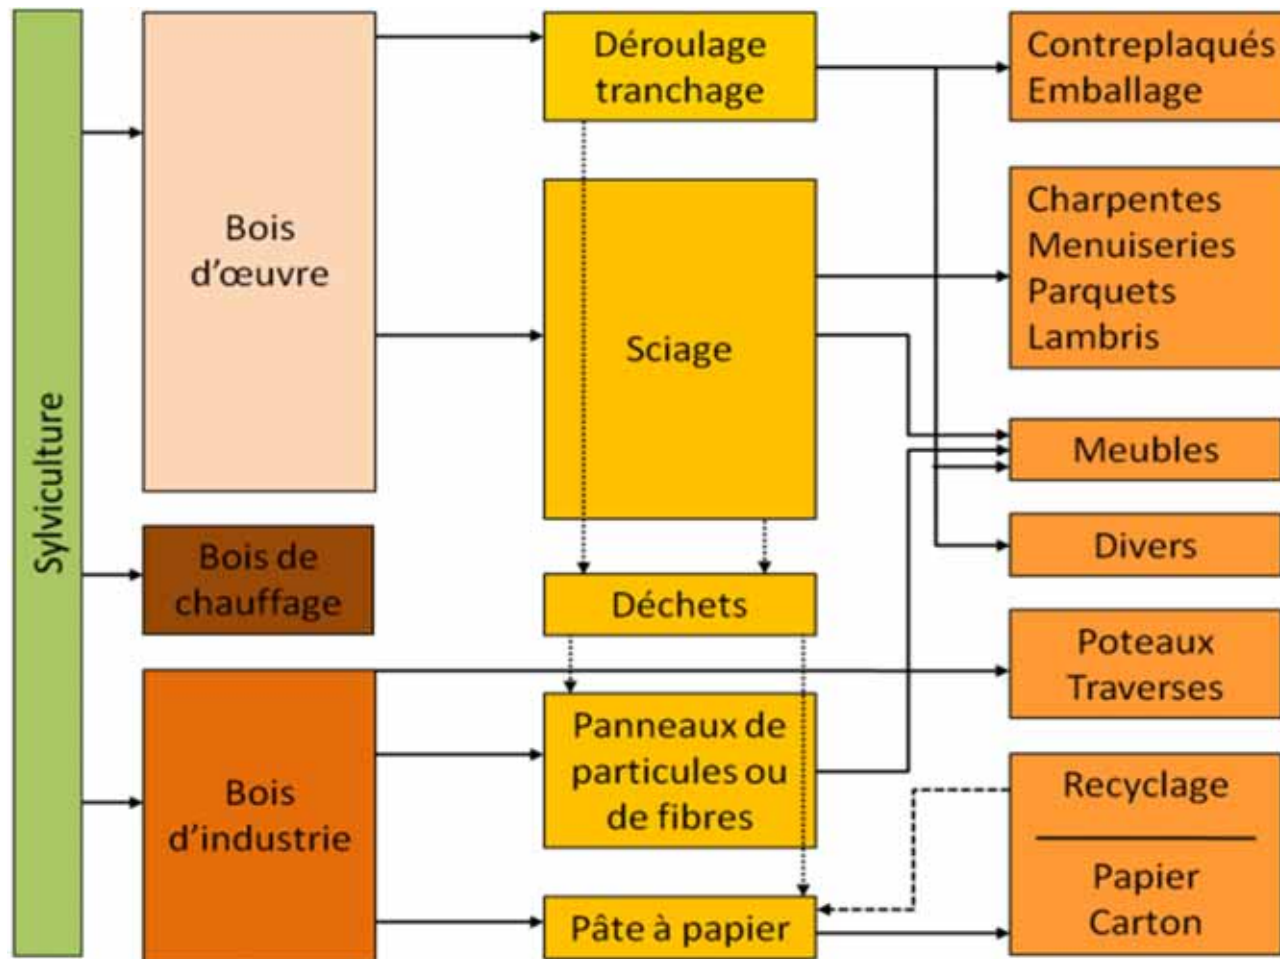 Sylviculture
Bois
d'œuvre
Bois de
chauffage
Bois
d'industrie
Déroulage
tranchage
Sciage
Déchets
Panneaux de
particules ou
de fibres
Pâte à papier
Contreplaqués
Emballage
Charpentes
Menuiseries
Parquets
Lambris
Meubles
Divers
Poteaux
Traverses
Recyclage
Papier
Carton